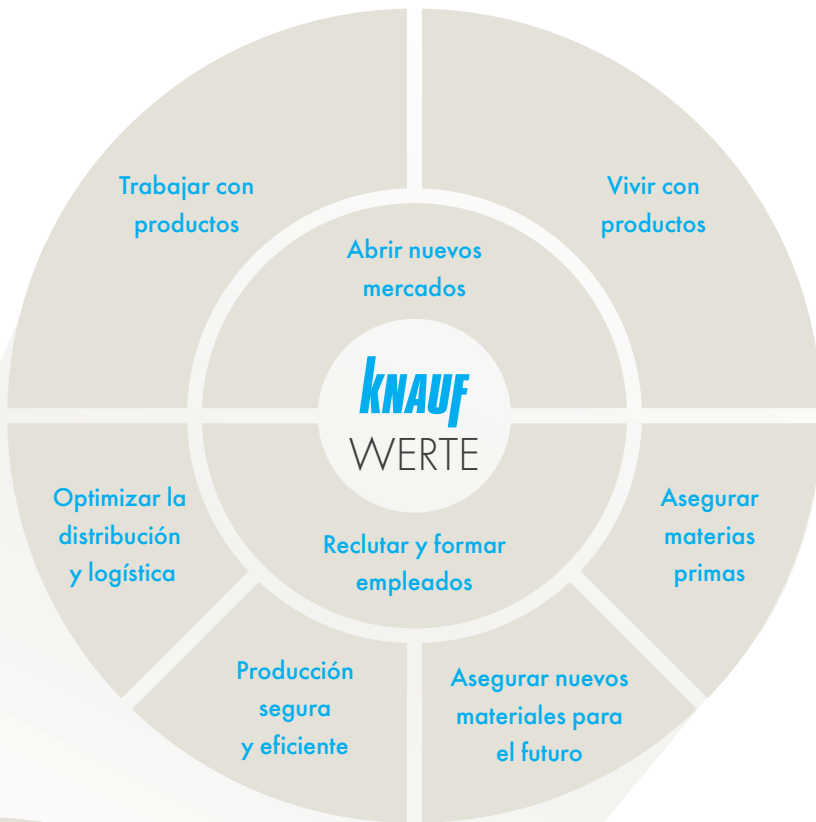 Trabajar con
productos
Vivir con
productos
Abrir nuevos
mercados
KNAUF
WERTE
Optimizar la
distribución
y logística
Reclutar y formar
empleados
Asegurar
materias
primas
Producción
segura
y eficiente
Asegurar nuevos
materiales para
el futuro